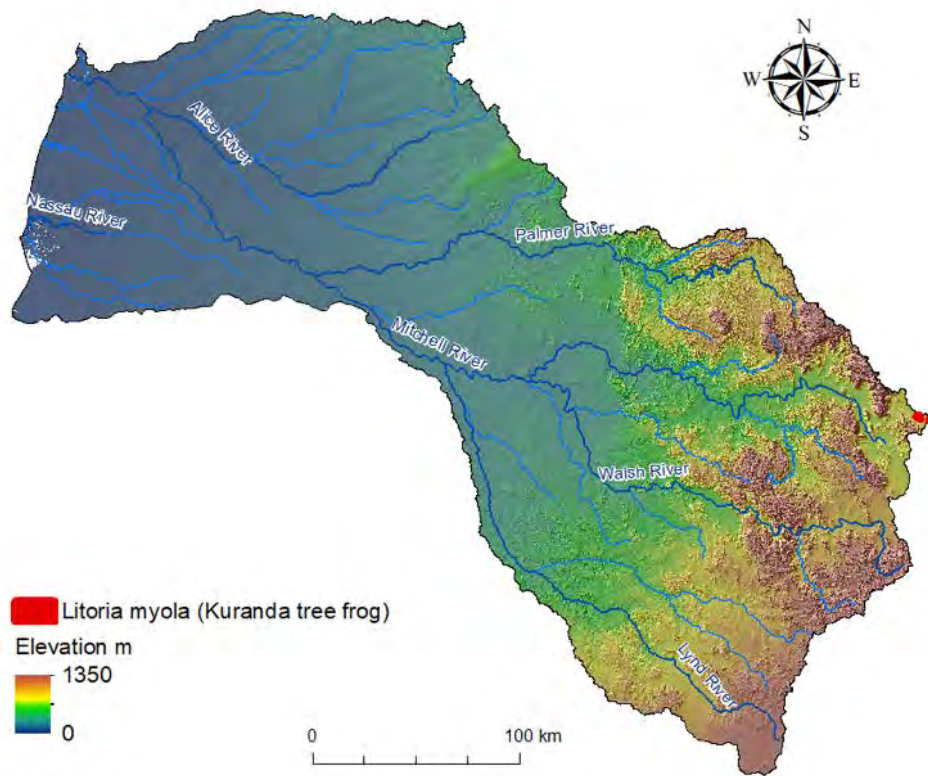 N
W E
S
Alice River
Nassau River
Palmer River
Mitchell River
Walsh River
Litoria myola (Kuranda tree frog)
Elevation m
1350
0
Lynd River
0 100 km